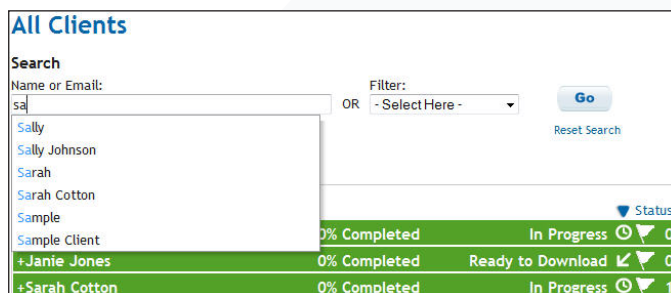 All Clients
Search
Name or Email: Filter:
sa OR - Select Here - Go
Sally Reset Search
Sally Johnson
Sarah
Sarah Cotton
Sample
Sample Client
Status
0% Completed In Progress
+Janie Jones 0% Completed Ready to Download
+Sarah Cotton 0% Completed In Progress